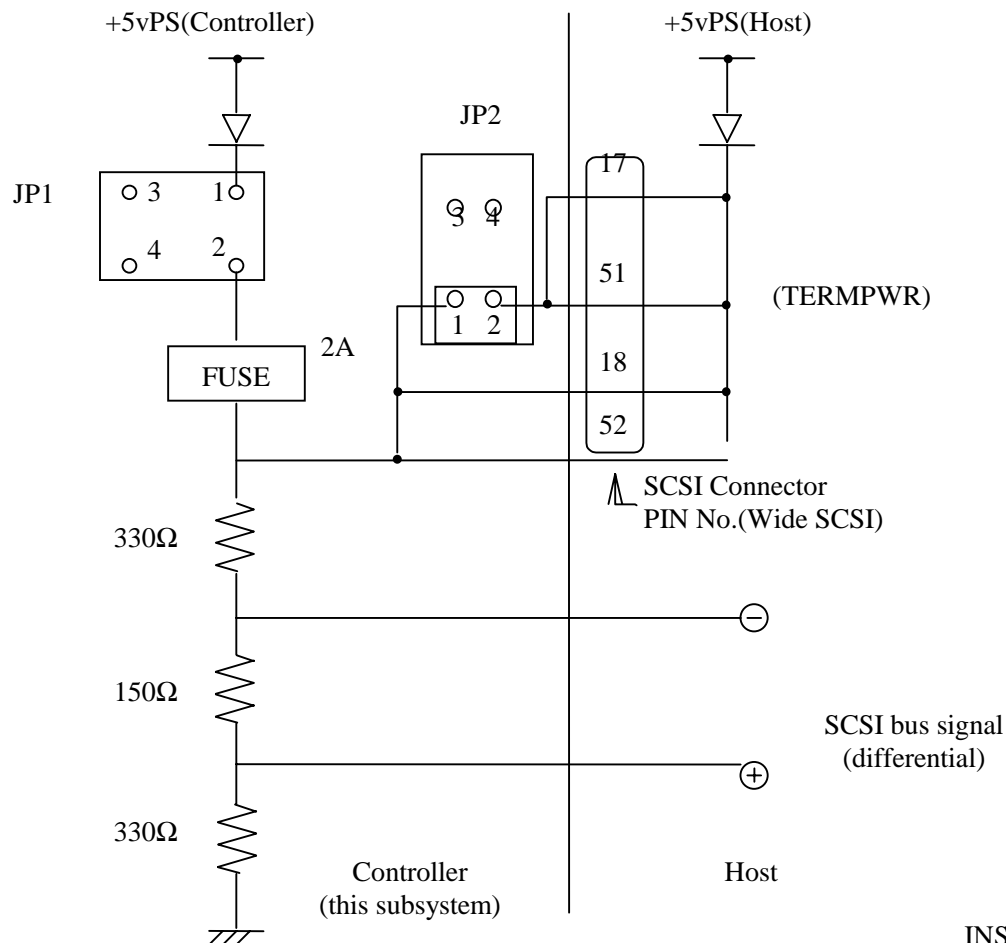 +5vPS(Controller)
+5vPS(Host)
JP2
JP1
3
1
4
2
3
4
1
2
17
51
18
52
(TERMPWR)
2A
FUSE
SCSI Connector
PIN No.(Wide SCSI)
330Ω
150Ω
SCSI bus signal
(differential)
330Ω
Controller
(this subsystem)
Host
INS